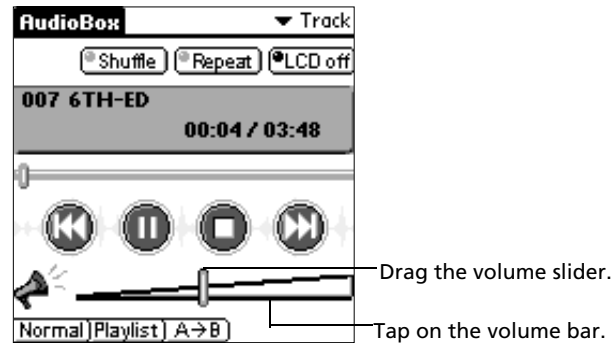 AudioBox ▼ Track
Shuffle Repeat LCD off
007 6TH-ED
00:04 / 03:48
Drag the volume slider.
Normal Playlist A→B
Tap on the volume bar.